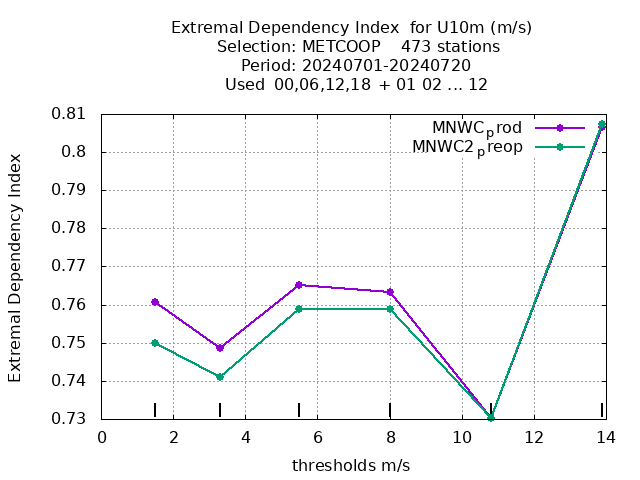 Extremal Dependency Index  for U10m (m/s)
Selection: METCOOP    473 stations
Period: 20240701-20240720
Used  00,06,12,18 + 01 02 ... 12
MNWCprod
MNWC2preop
0.81
0.8
0.79
0.78
0.77
0.76
0.75
0.74
0.73
Extremal Dependency Index
0 2 4 6 8 10 12 14
thresholds m/s